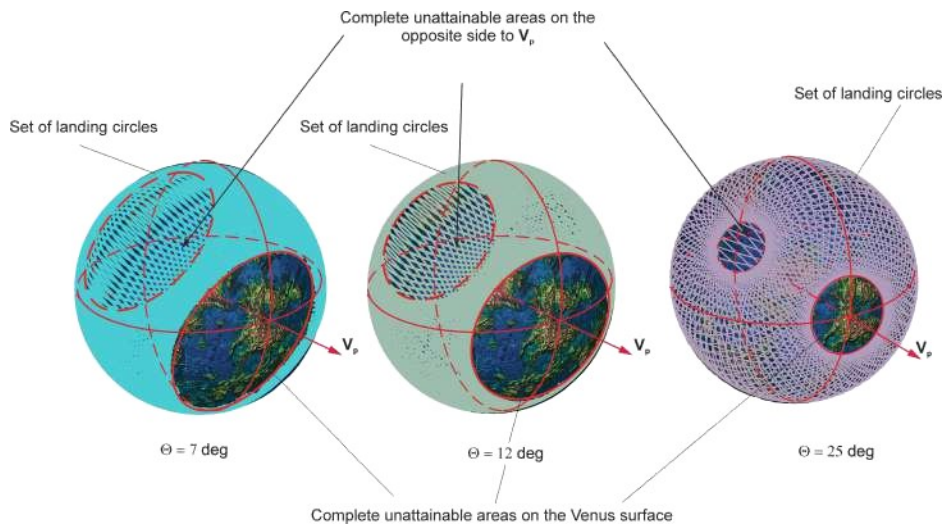 Complete unattainable areas on the
opposite side to Vp
Set of landing circles
Set of landing circles
Set of landing circles
Vp
Vp
Vp
Θ = 7 deg
Θ = 12 deg
Θ = 25 deg
Complete unattainable areas on the Venus surface